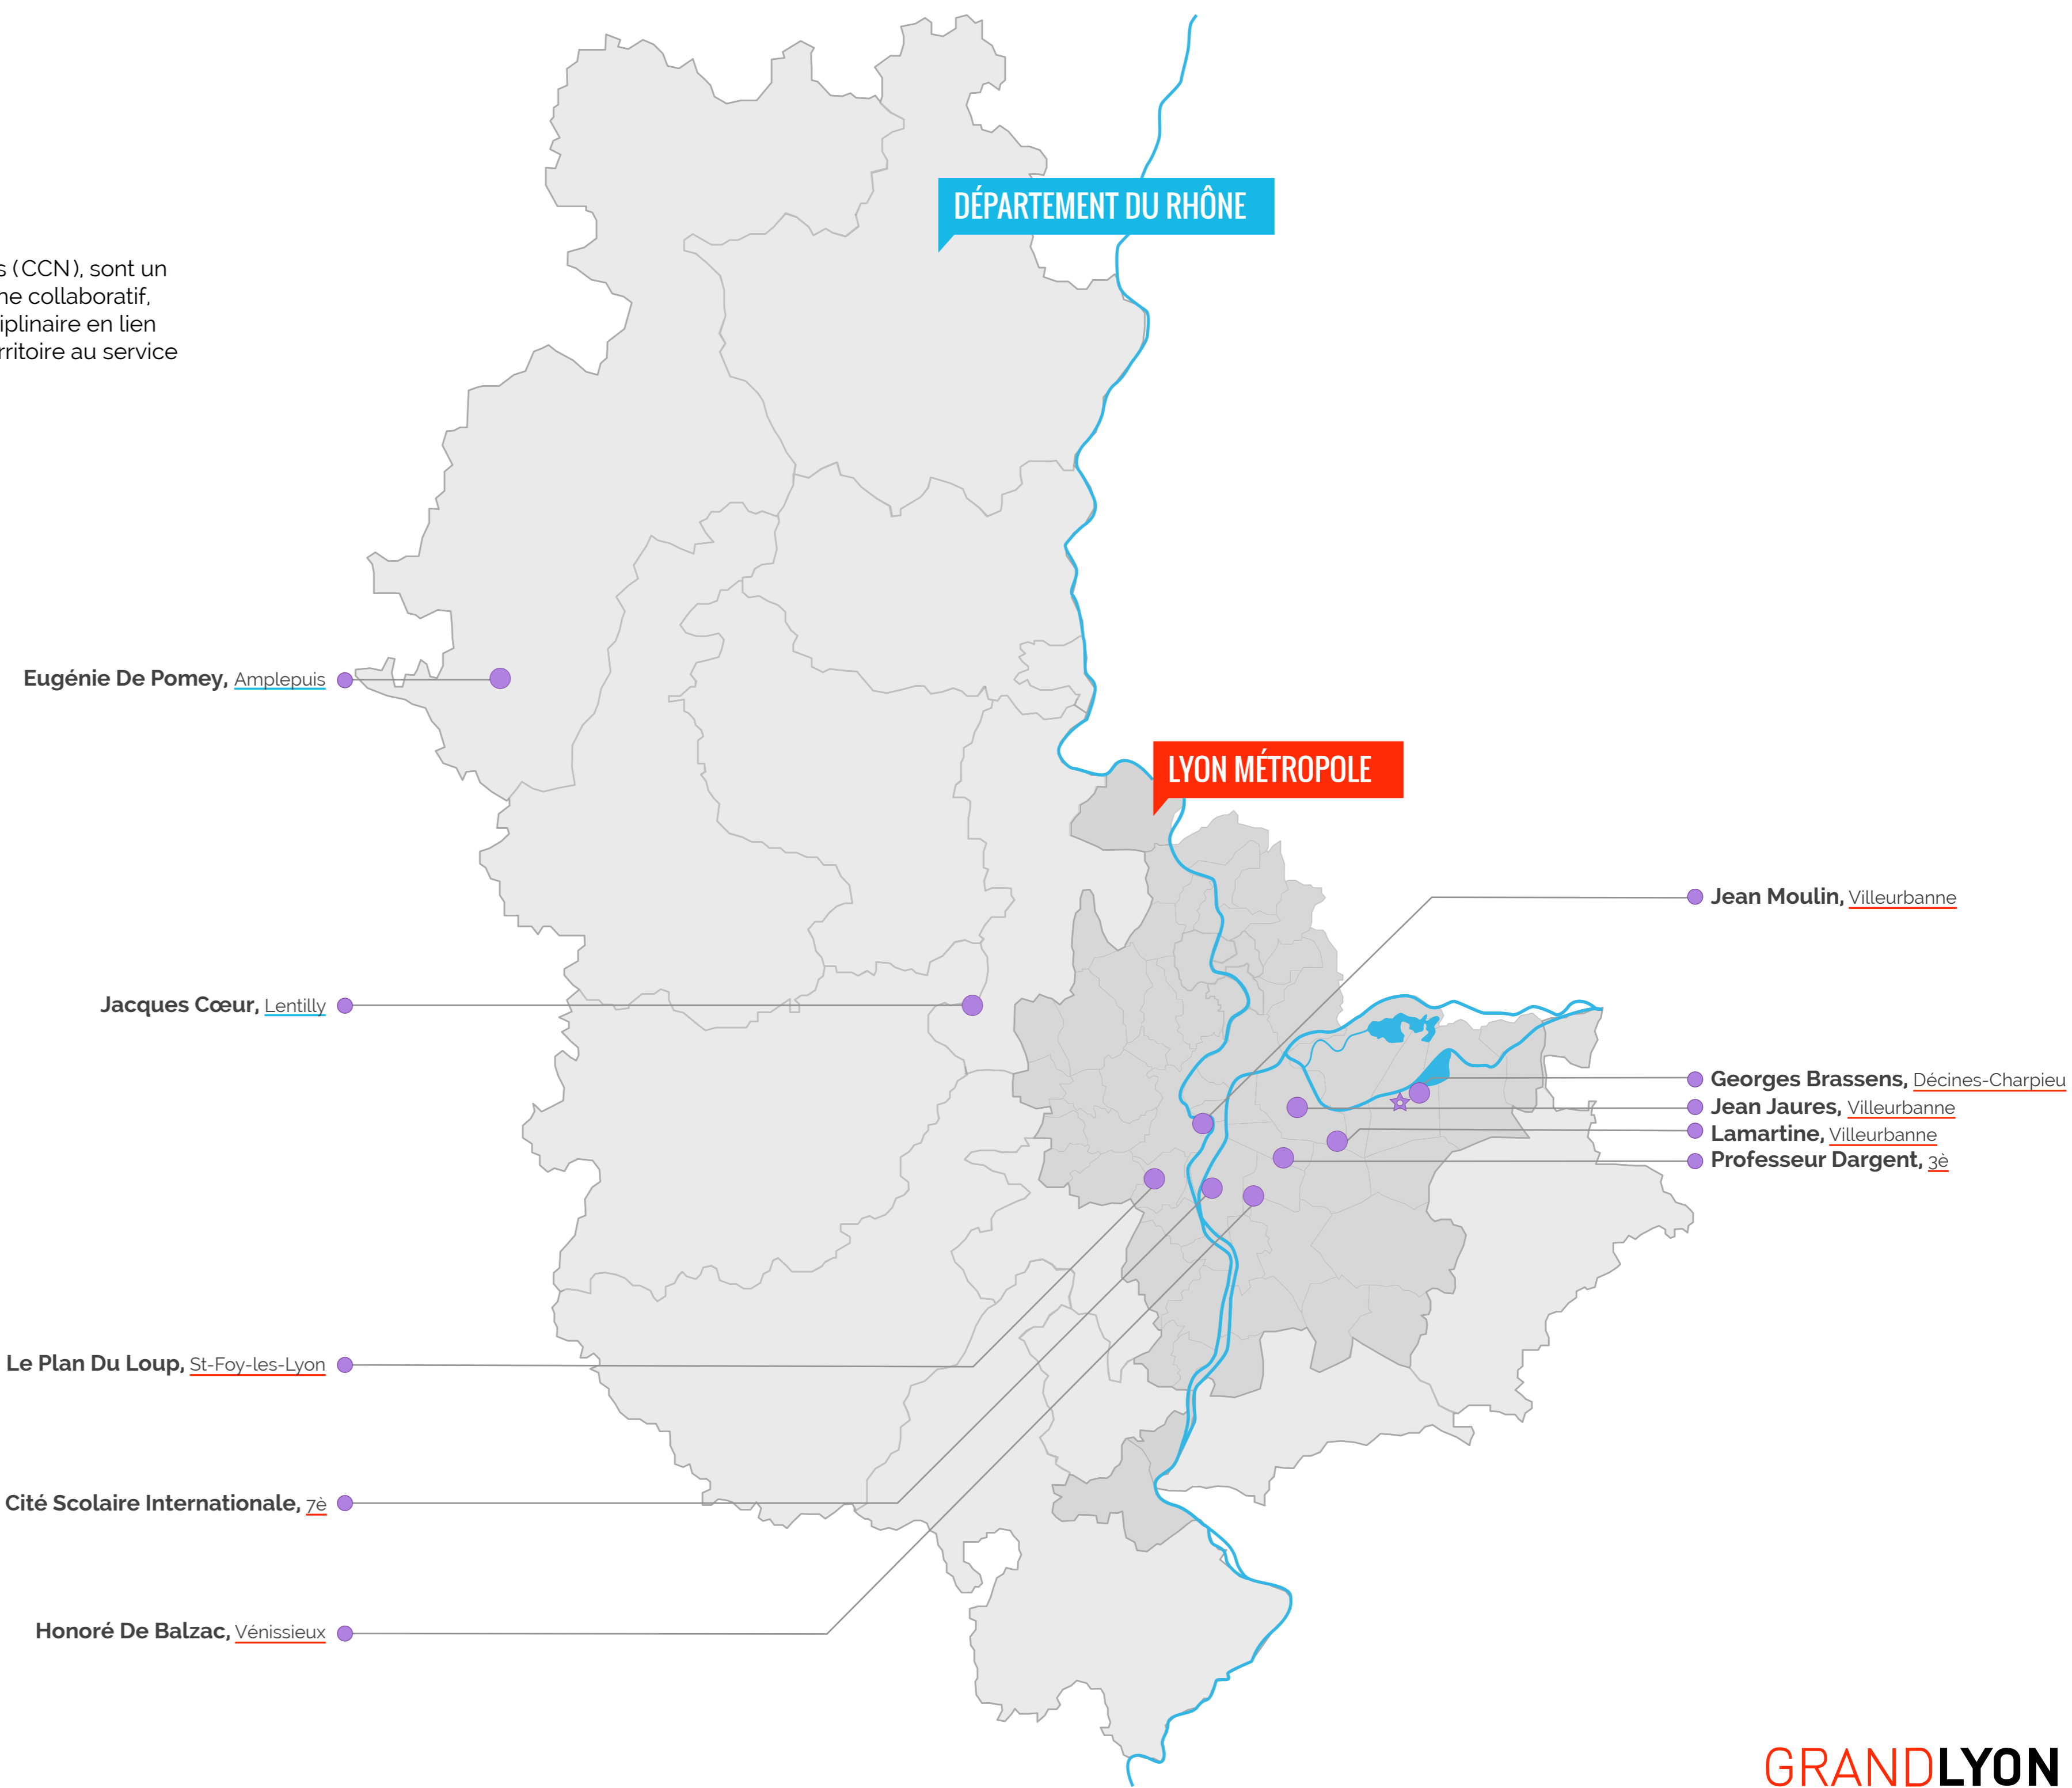 DÉPARTEMENT DU RHÔNE
s (CCN), sont un
ne collaboratif,
iplinaire en lien
rritoire au service
Eugénie De Pomey, Amplepuis
LYON MÉTROPOLE
Jean Moulin, Villeurbanne
Jacques Cœur, Lentilly
Georges Brassens, Décines-Charpieu
Jean Jaures, Villeurbanne
Lamartine, Villeurbanne
Professeur Dargent, 3è
Le Plan Du Loup, St-Foy-les-Lyon
Cité Scolaire Internationale, 7è
Honoré De Balzac, Vénissieux
GRANDLYON